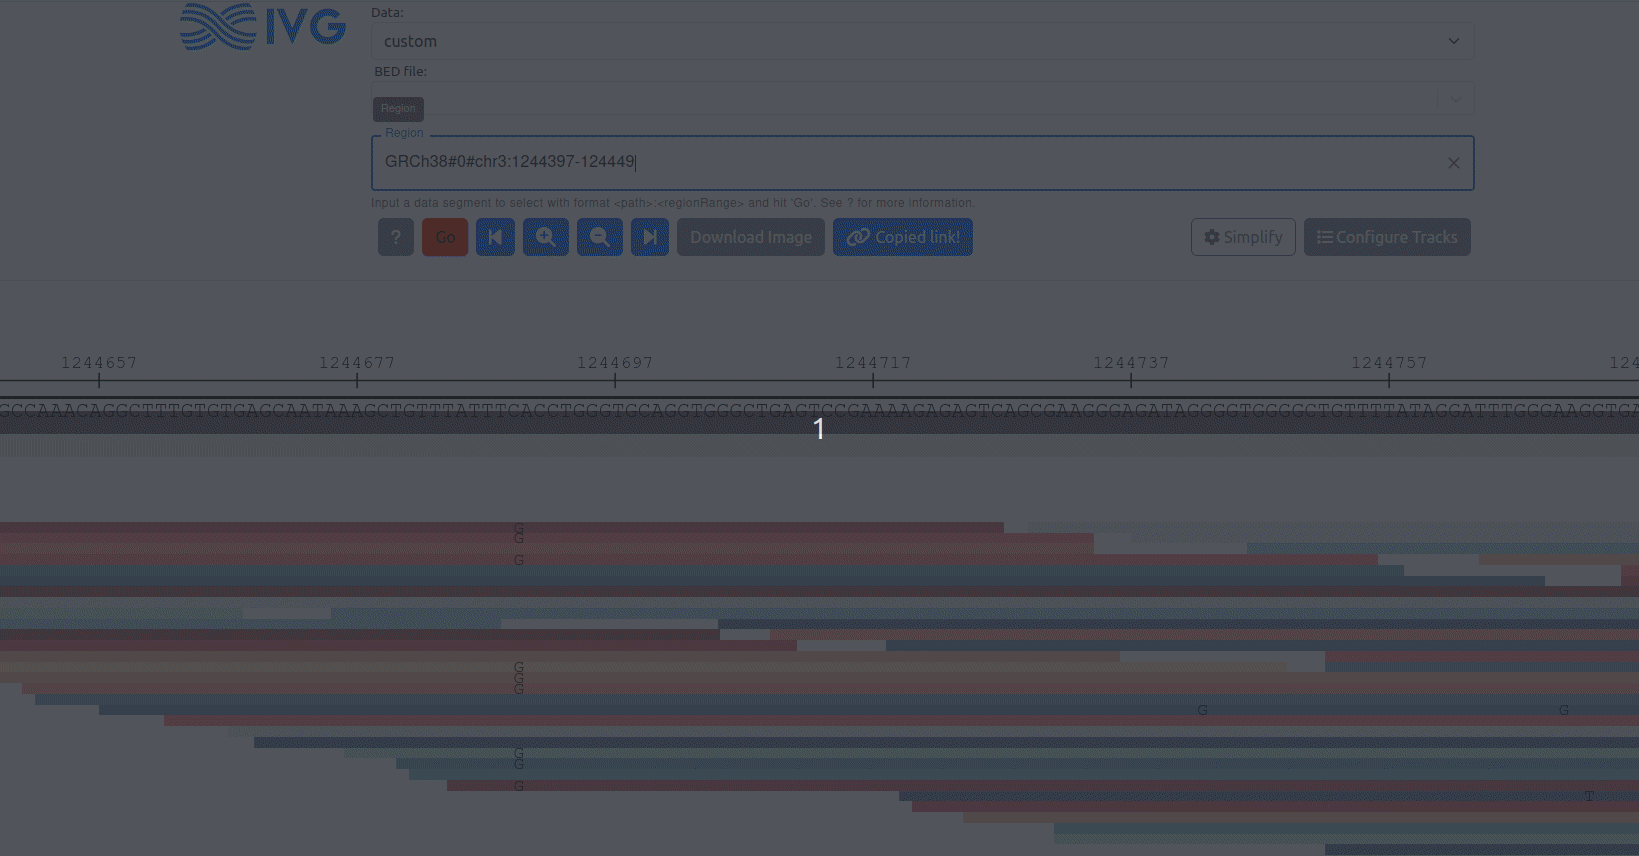 IVG
Data:
custom
BED file:
Region
Region
GRCh38#0#chr3:1244397-124449
Input a data segment to select with format <path>:<regionRange> and hit 'Go'. See ? for more information.
? Go Download Image Copied link! Simplify Configure Tracks
1244657 1244677 1244697 1244717 1244737 1244757 124
1
G
G
G
G
G
G
G G
G
G
G
T